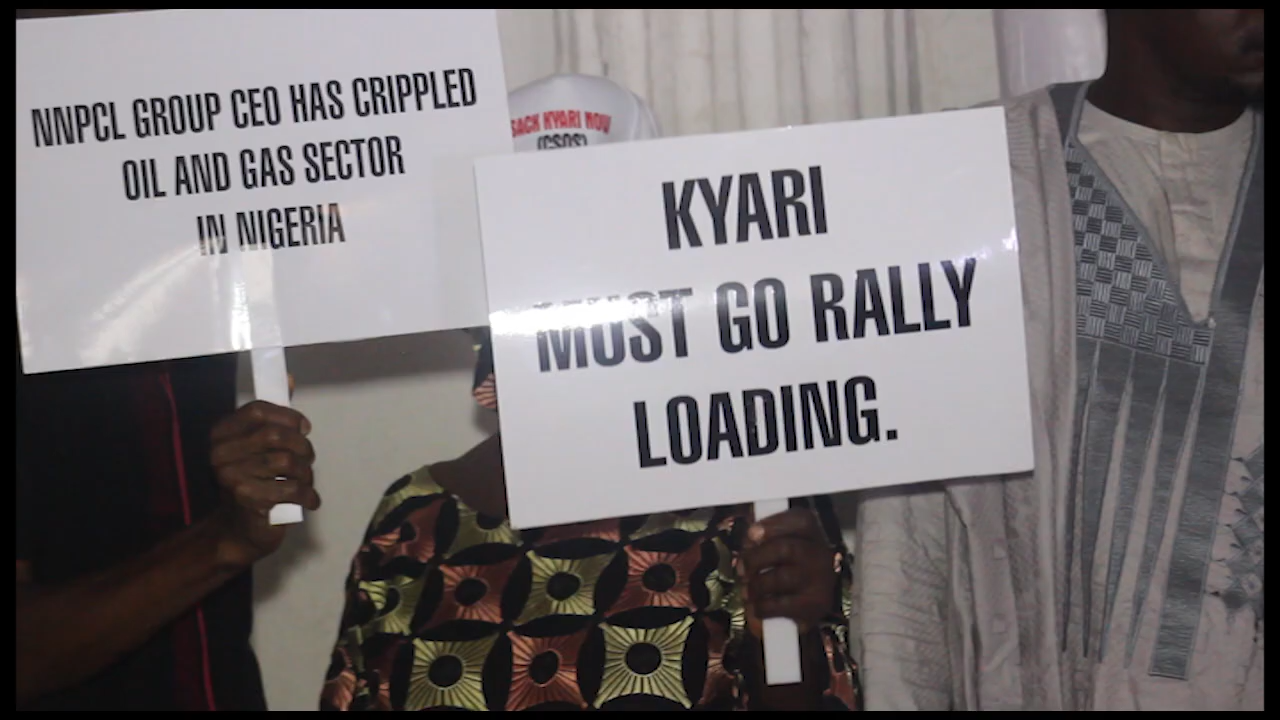 NNPCL GROUP CEO HAS CRIPPLED
OIL AND GAS SECTOR
IN NIGERIA
SACK KYARI NOW
(CSOS)
KYARI
MUST GO RALLY
LOADING.